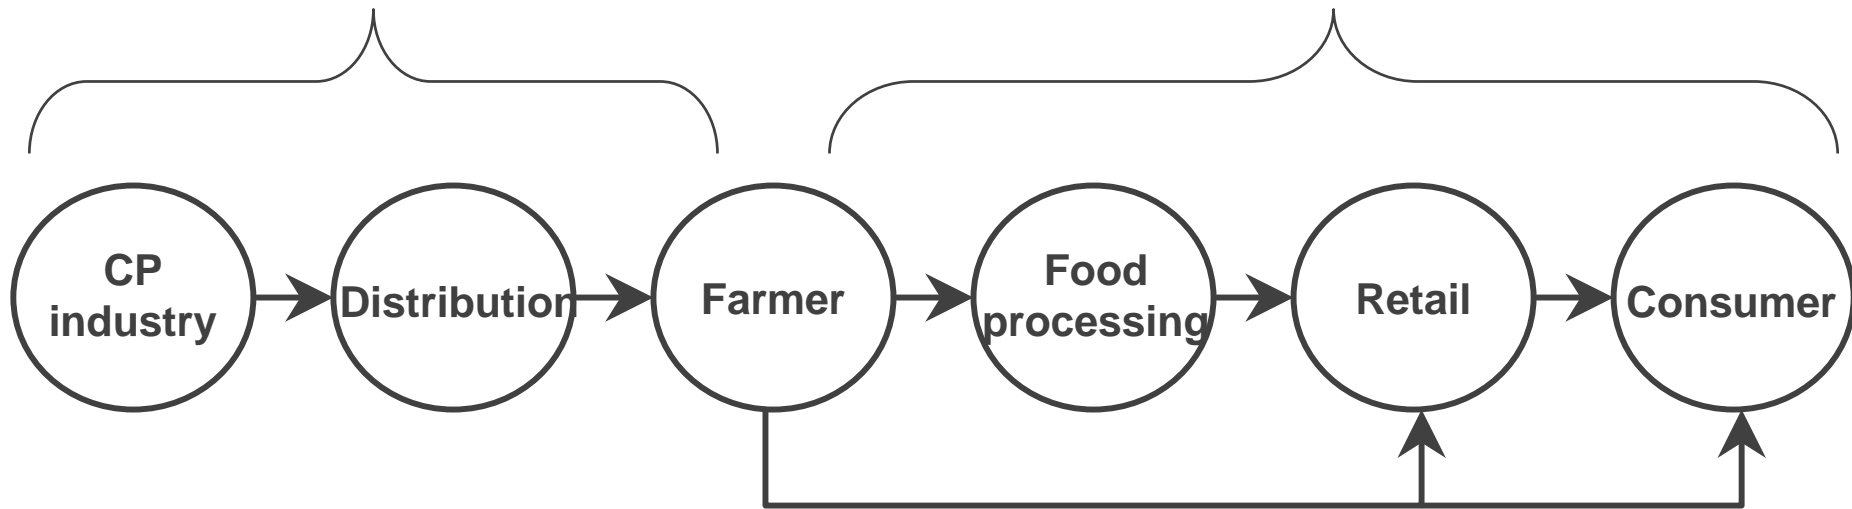 CP
industry
Distribution
Farmer
Food
processing
Retail
Consumer